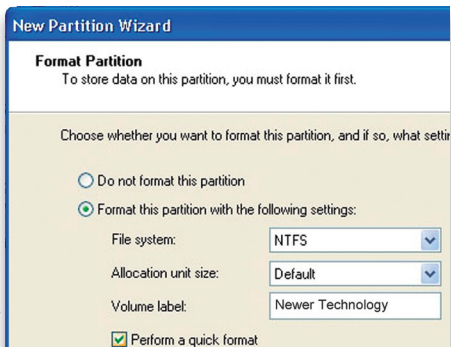 New Partition Wizard
Format Partition
To store data on this partition, you must format it first.
Choose whether you want to format this partition, and if so, what
Do not format this partition
Format this partition with the following settings:
File system: NTFS
Allocation unit size: Default
Volume label: Newer Technology
Perform a quick format